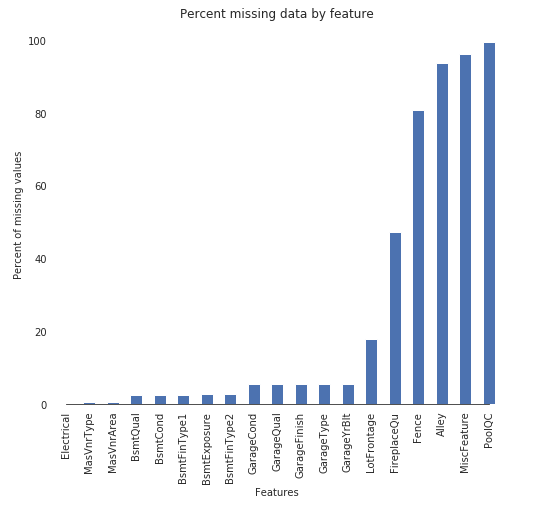 Percent missing data by feature
100
80
60
40
20
0
Percent of missing values
Electrical
MasVnrType
MasVnrArea
BsmtQual
BsmtCond
BsmtFinType1
BsmtExposure
BsmtFinType2
GarageCond
GarageQual
GarageFinish
GarageType
GarageYrBlt
LotFrontage
FireplaceQu
Fence
Alley
MiscFeature
PoolQC
Features